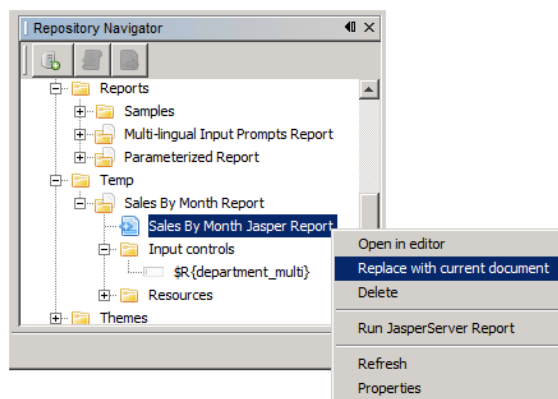 Repository Navigator
Reports
Samples
Multi-lingual Input Prompts Report
Parameterized Report
Temp
Sales By Month Report
Sales By Month Jasper Report
Input controls
$R{department_multi}
Resources
Themes
Open in editor
Replace with current document
Delete
Run JasperServer Report
Refresh
Properties